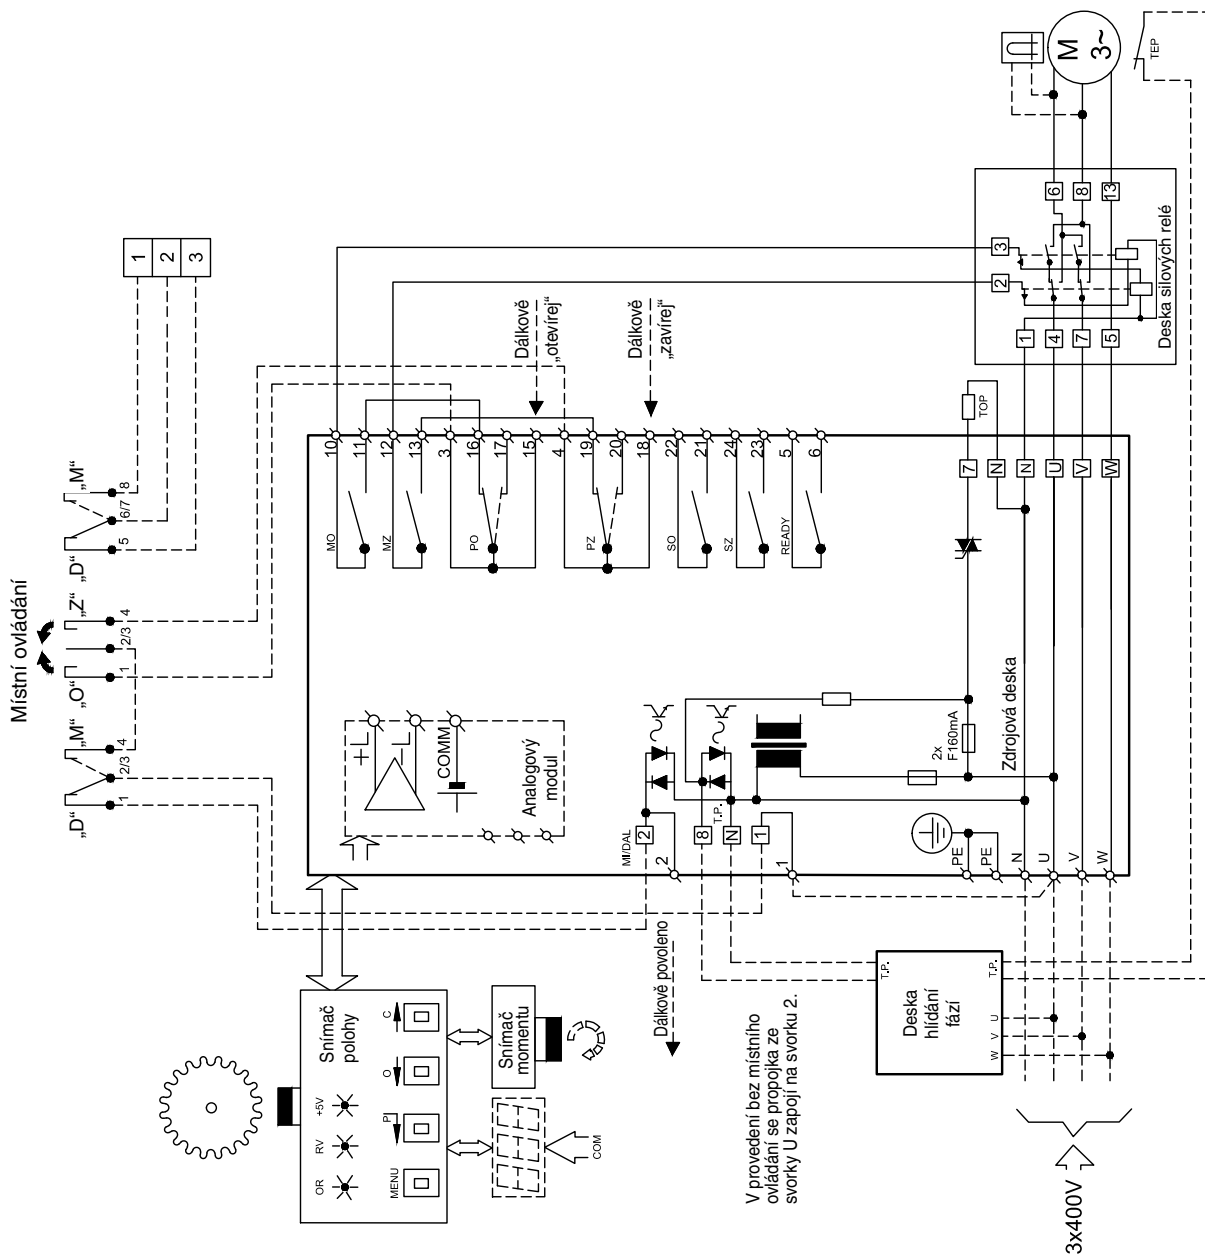 Místní ovládání
„D“
„M“
„O“
„Z“
„D“
„M“
1
2/3
4
1
2/3
4
5
6/7
8
1
2
3
M
3~
TEP
6
8
13
3
2
1
4
7
5
Deska silových relé
Dálkově
„otevírej“
Dálkově
„zavírej“
10
11
12
13
3
16
17
15
4
19
20
18
22
21
24
23
5
6
MO
MZ
PO
PZ
SO
SZ
READY
TOP
7
N
N
U
V
W
+L
–L
COMM
Analogový
modul
Zdrojová deska
2x
F160mA
MI/DAL
T.P.
2
8
N
1
2
1
PE
PE
N
U
V
W
Dálkově povoleno
Snímač
polohy
+5V
RV
OR
C
O
P
MENU
Snímač
momentu
COM
V provedení bez místního
ovládání se propojka ze
svorky U zapojí na svorku 2.
T.P.
T.P.
Deska
hlídání
fází
U
V
W
3x400V